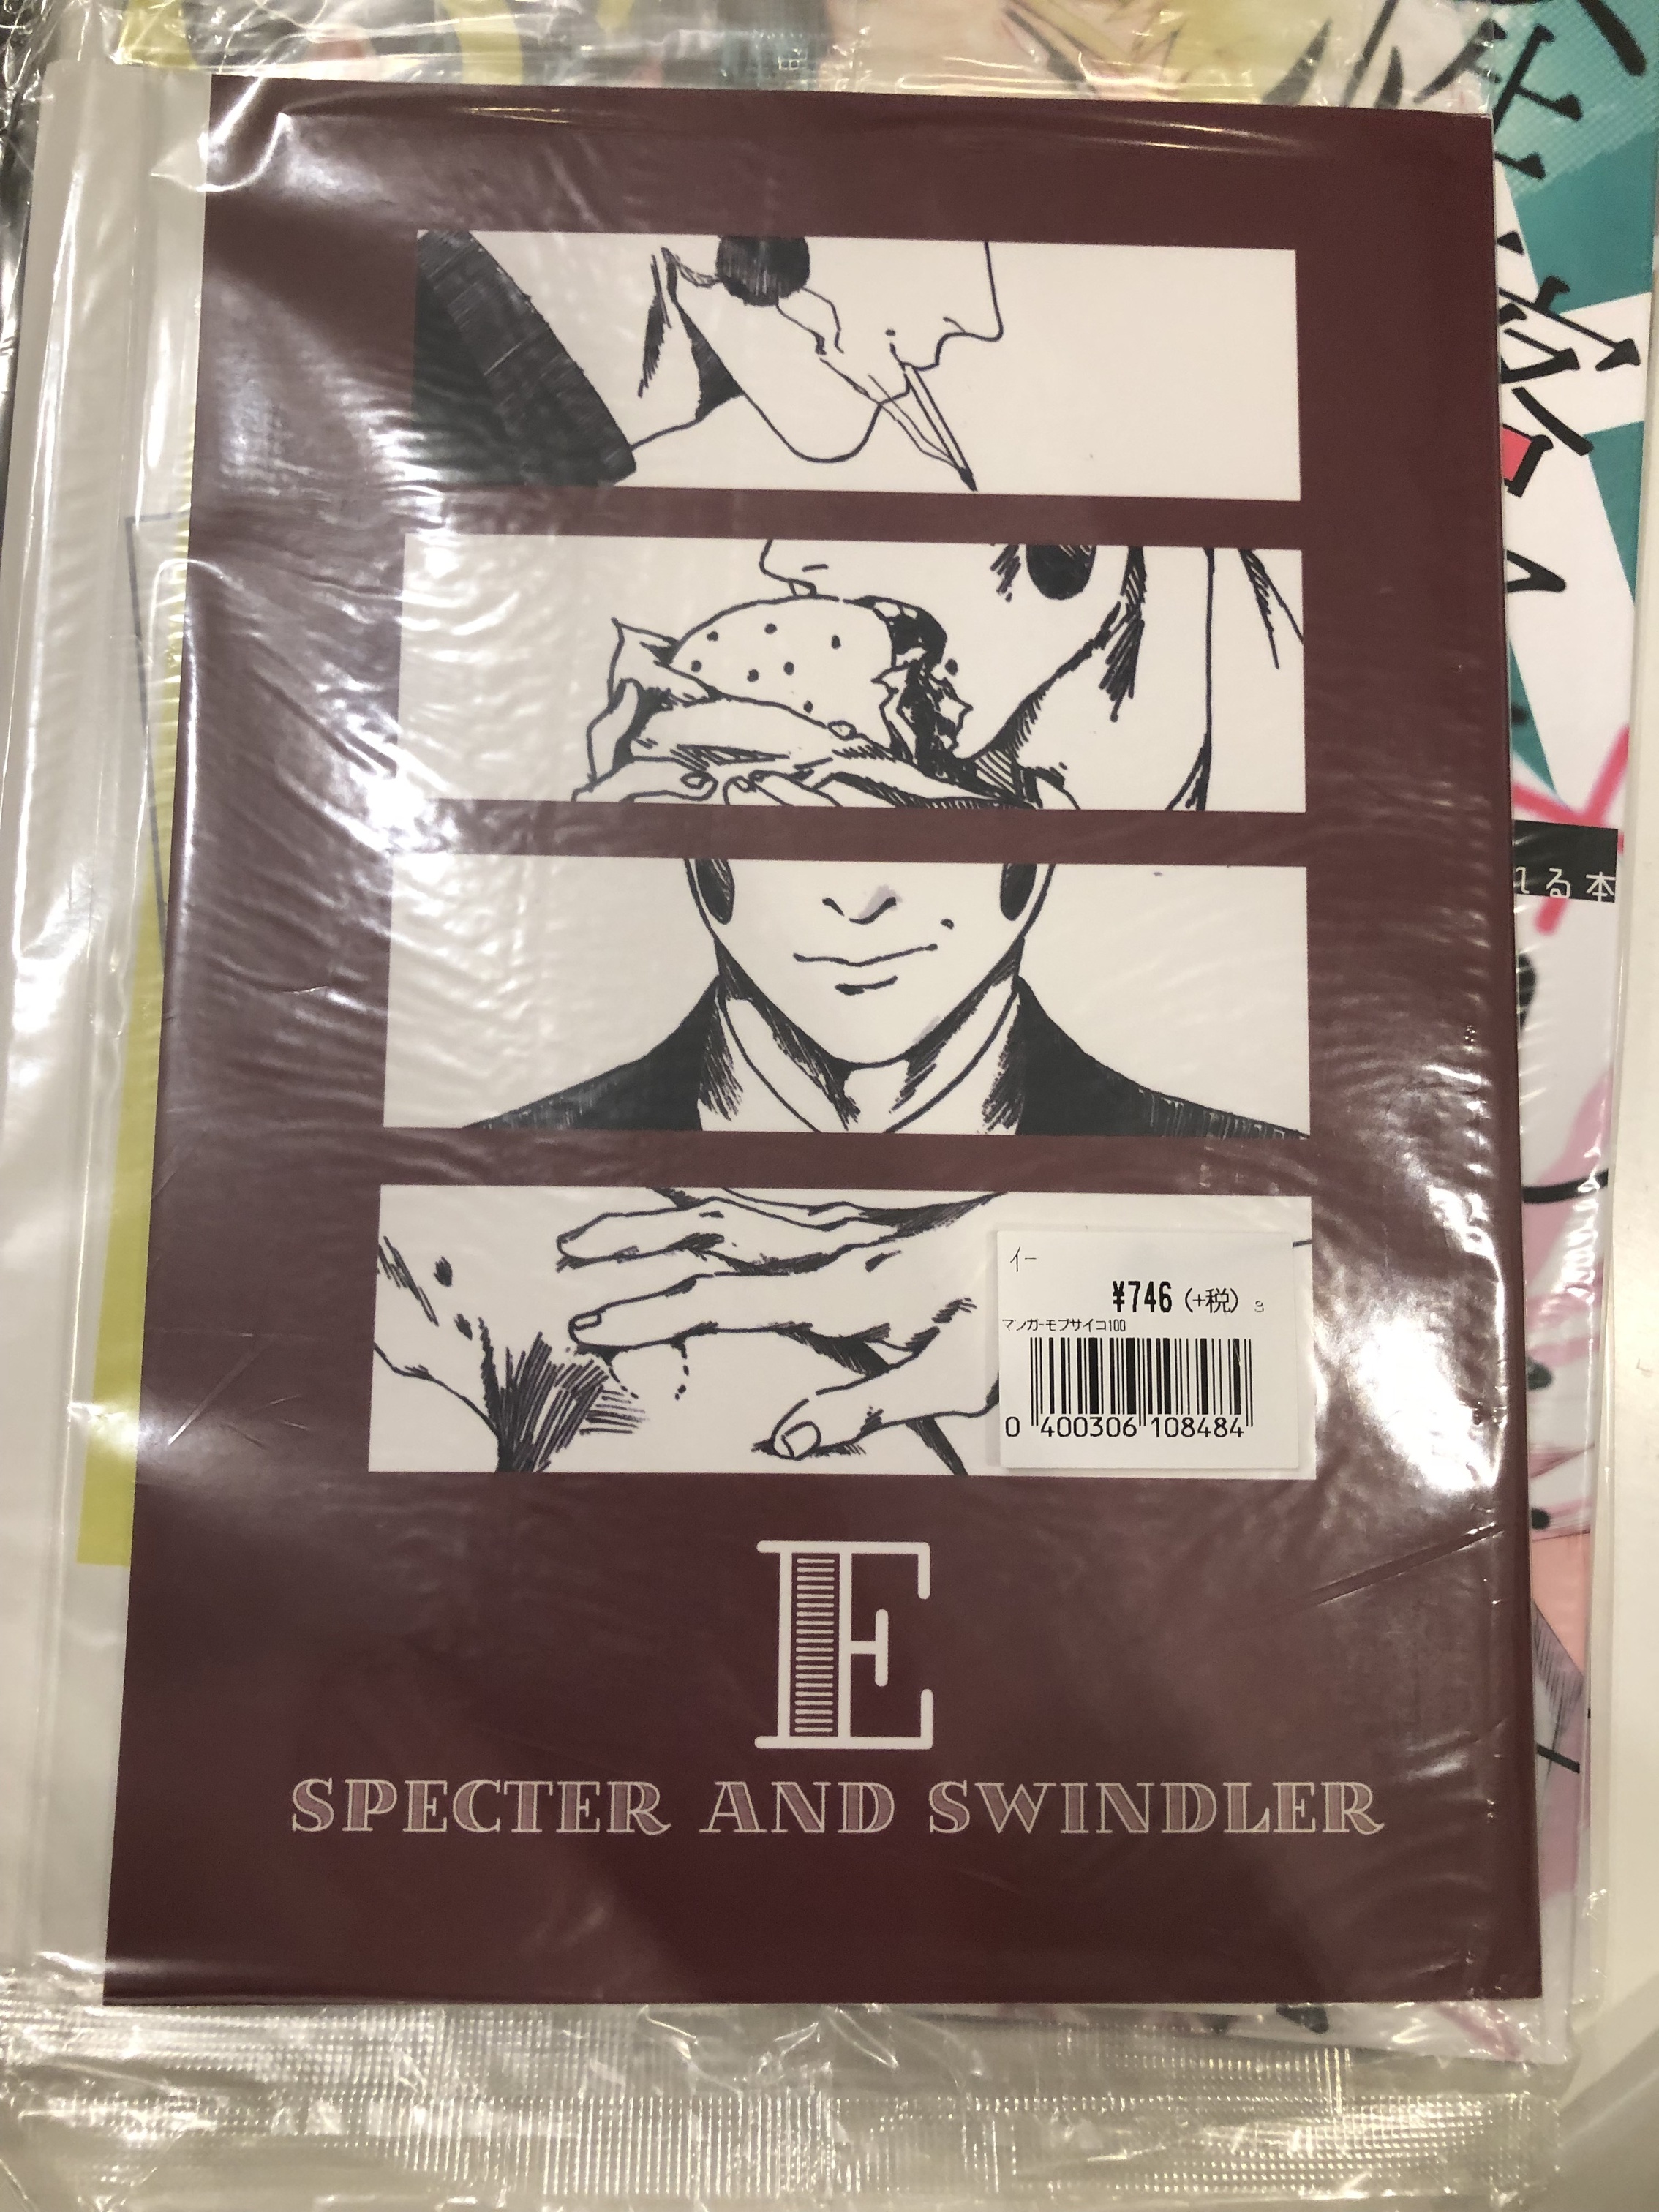 イー
¥746 (+税) 3
マンガ-モブサイコ100
0 400306 108484
E
SPECTER AND SWINDLER
れる本